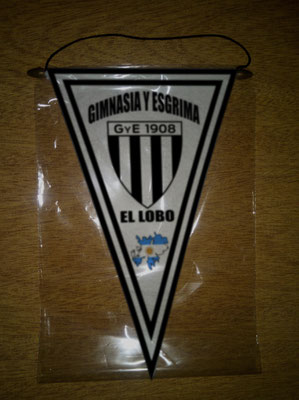 GIMNASIA Y ESGRIMA
GyE 1908
EL LOBO